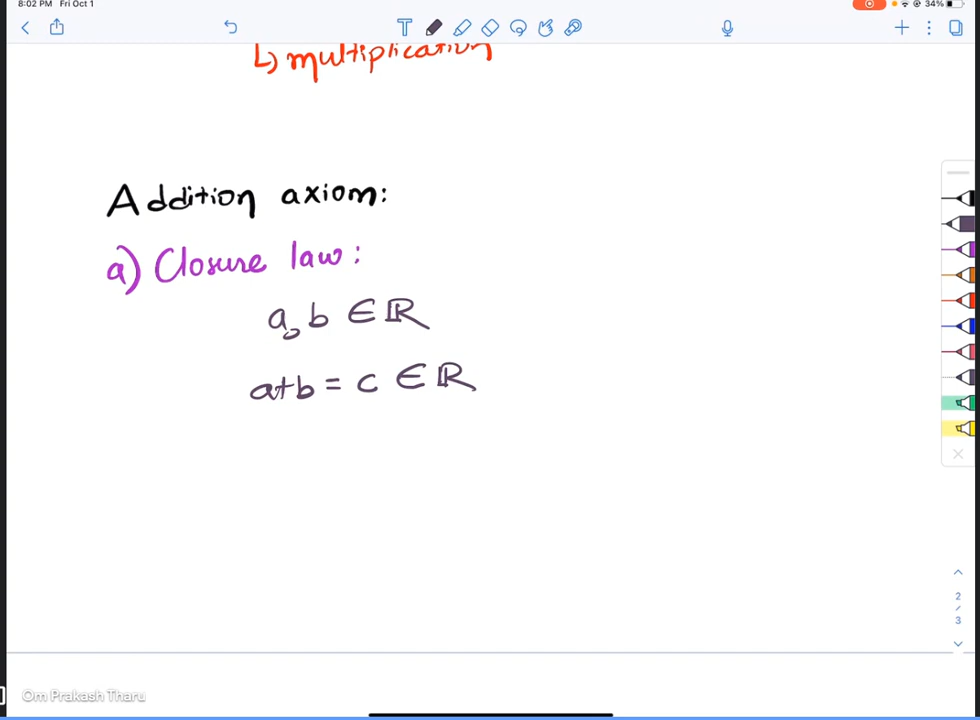 8:02 PM Fri Oct 1
34%
T
↳ multiplication
Addition axiom:
a) Closure law:
a, b ∈ ℝ
a+b = c ∈ ℝ
2
/
3
Om Prakash Tharu